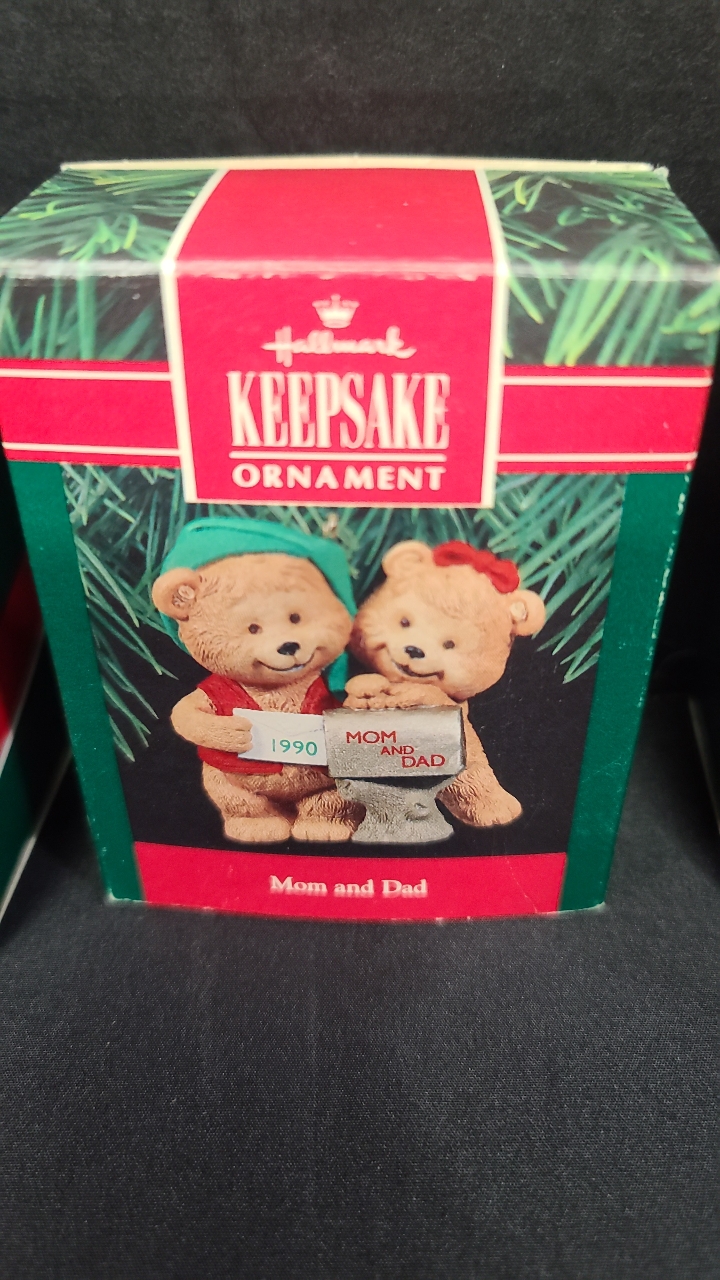 Hallmark
KEEPSAKE
ORNAMENT
1990
MOM
AND
DAD
Mom and Dad